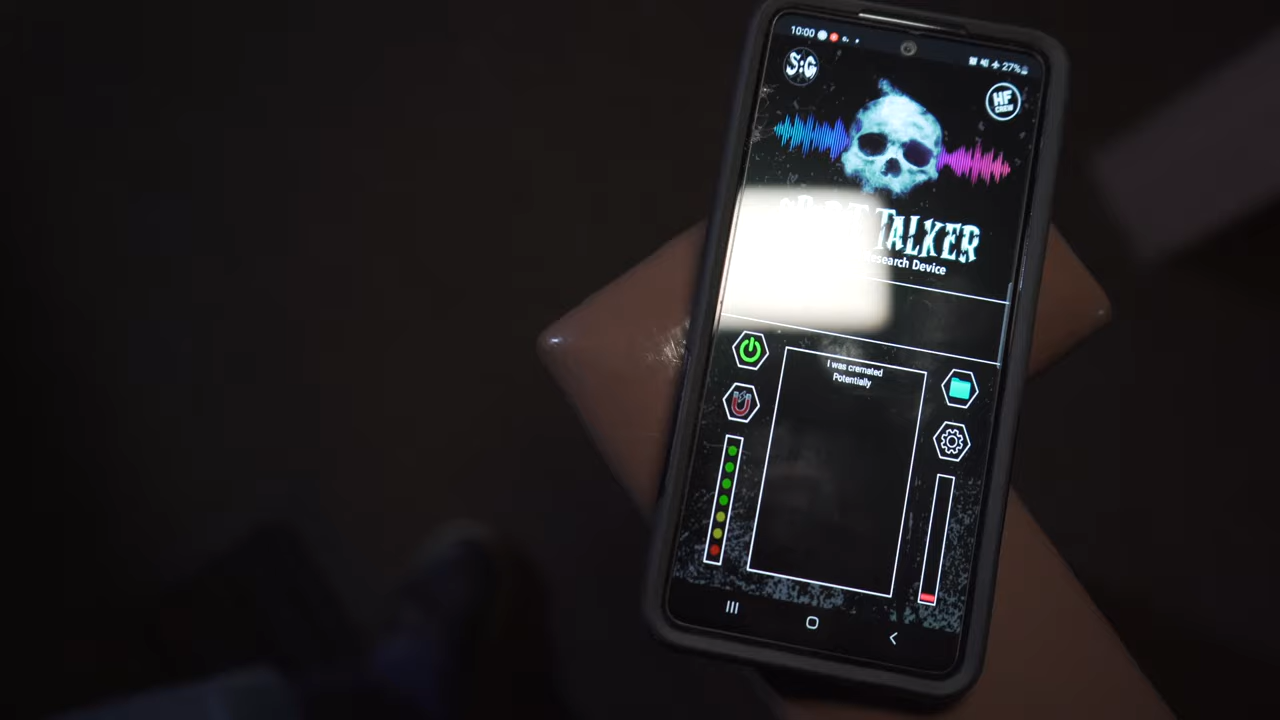 10:00
27%
S:G
HF
CREW
TALKER
Research Device
I was cremated
Potentially